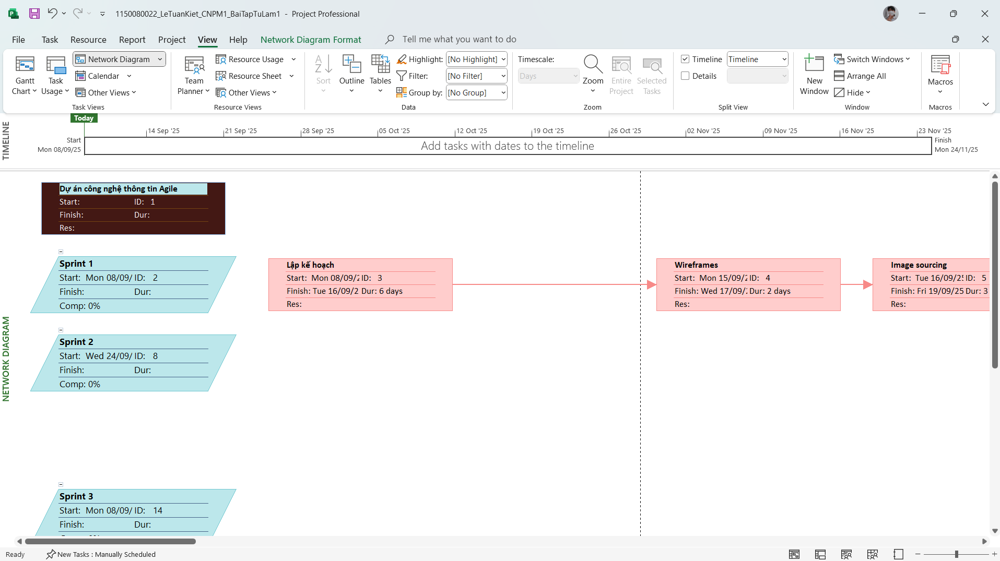 1150080022_LeTuanKiet_CNPM1_BaiTapTuLam1 - Project Professional
File Task Resource Report Project View Help Network Diagram Format Tell me what you want to do
Gantt Chart
Task Usage
Network Diagram
Calendar
Other Views
Task Views
Team Planner
Resource Usage
Resource Sheet
Other Views
Resource Views
Sort
Outline
Tables
Highlight: [No Highlight]
Filter: [No Filter]
Group by: [No Group]
Data
Timescale:
Days
Zoom
Entire Project
Selected Tasks
Zoom
Timeline Timeline
Details
Split View
New Window
Switch Windows
Arrange All
Hide
Window
Macros
Macros
Today
TIMELINE
14 Sep '25 21 Sep '25 28 Sep '25 05 Oct '25 12 Oct '25 19 Oct '25 26 Oct '25 02 Nov '25 09 Nov '25 16 Nov '25 23 Nov '25
Start
Mon 08/09/25
Add tasks with dates to the timeline
Finish
Mon 24/11/25
NETWORK DIAGRAM
Dự án công nghệ thông tin Agile
Start: ID: 1
Finish: Dur:
Res:
Sprint 1
Start: Mon 08/09/ ID: 2
Finish: Dur:
Comp: 0%
Lập kế hoạch
Start: Mon 08/09/2 ID: 3
Finish: Tue 16/09/2 Dur: 6 days
Res:
Wireframes
Start: Mon 15/09/2 ID: 4
Finish: Wed 17/09/2 Dur: 2 days
Res:
Image sourcing
Start: Tue 16/09/25 ID: 5
Finish: Fri 19/09/25 Dur: 3
Res:
Sprint 2
Start: Wed 24/09/ ID: 8
Finish: Dur:
Comp: 0%
Sprint 3
Start: Mon 08/09/ ID: 14
Finish: Dur:
Ready New Tasks : Manually Scheduled